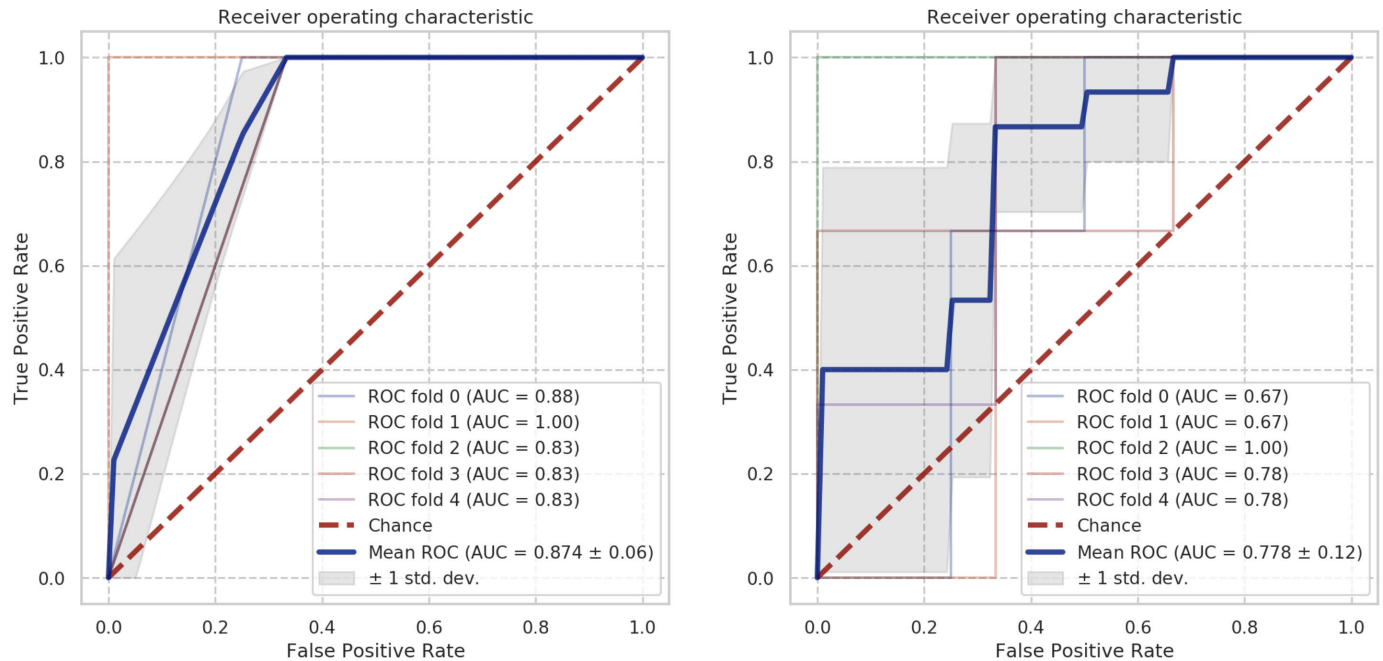 Receiver operating characteristic
1.0
0.8
0.6
0.4
0.2
0.0
True Positive Rate
ROC fold 0 (AUC = 0.88)
ROC fold 1 (AUC = 1.00)
ROC fold 2 (AUC = 0.83)
ROC fold 3 (AUC = 0.83)
ROC fold 4 (AUC = 0.83)
Chance
Mean ROC (AUC = 0.874 ± 0.06)
± 1 std. dev.
0.0 0.2 0.4 0.6 0.8 1.0
False Positive Rate
Receiver operating characteristic
1.0
0.8
0.6
0.4
0.2
0.0
True Positive Rate
ROC fold 0 (AUC = 0.67)
ROC fold 1 (AUC = 0.67)
ROC fold 2 (AUC = 1.00)
ROC fold 3 (AUC = 0.78)
ROC fold 4 (AUC = 0.78)
Chance
Mean ROC (AUC = 0.778 ± 0.12)
± 1 std. dev.
0.0 0.2 0.4 0.6 0.8 1.0
False Positive Rate